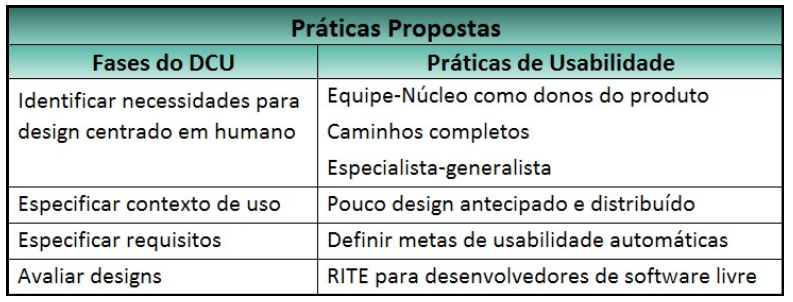 Práticas Propostas
Fases do DCU
Práticas de Usabilidade
Identificar necessidades para
design centrado em humano
Equipe-Núcleo como donos do produto
Caminhos completos
Especialista-generalista
Especificar contexto de uso
Pouco design antecipado e distribuído
Especificar requisitos
Definir metas de usabilidade automáticas
Avaliar designs
RITE para desenvolvedores de software livre